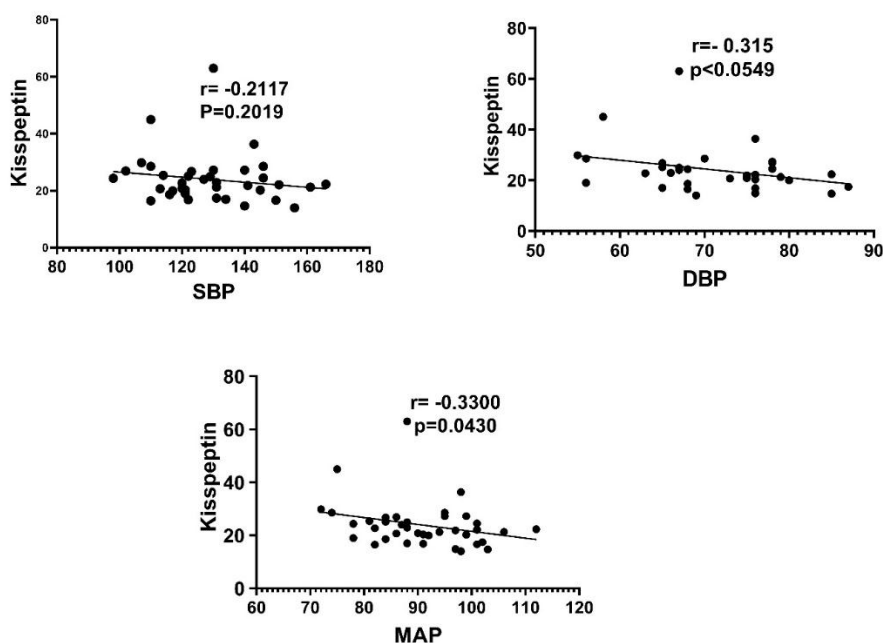 80
60
40
20
0
Kisspeptin
r= -0.2117
P=0.2019
80 100 120 140 160 180
SBP
80
60
40
20
0
Kisspeptin
r=- 0.315
p<0.0549
50 60 70 80 90
DBP
80
60
40
20
0
Kisspeptin
r= -0.3300
p=0.0430
60 70 80 90 100 110 120
MAP